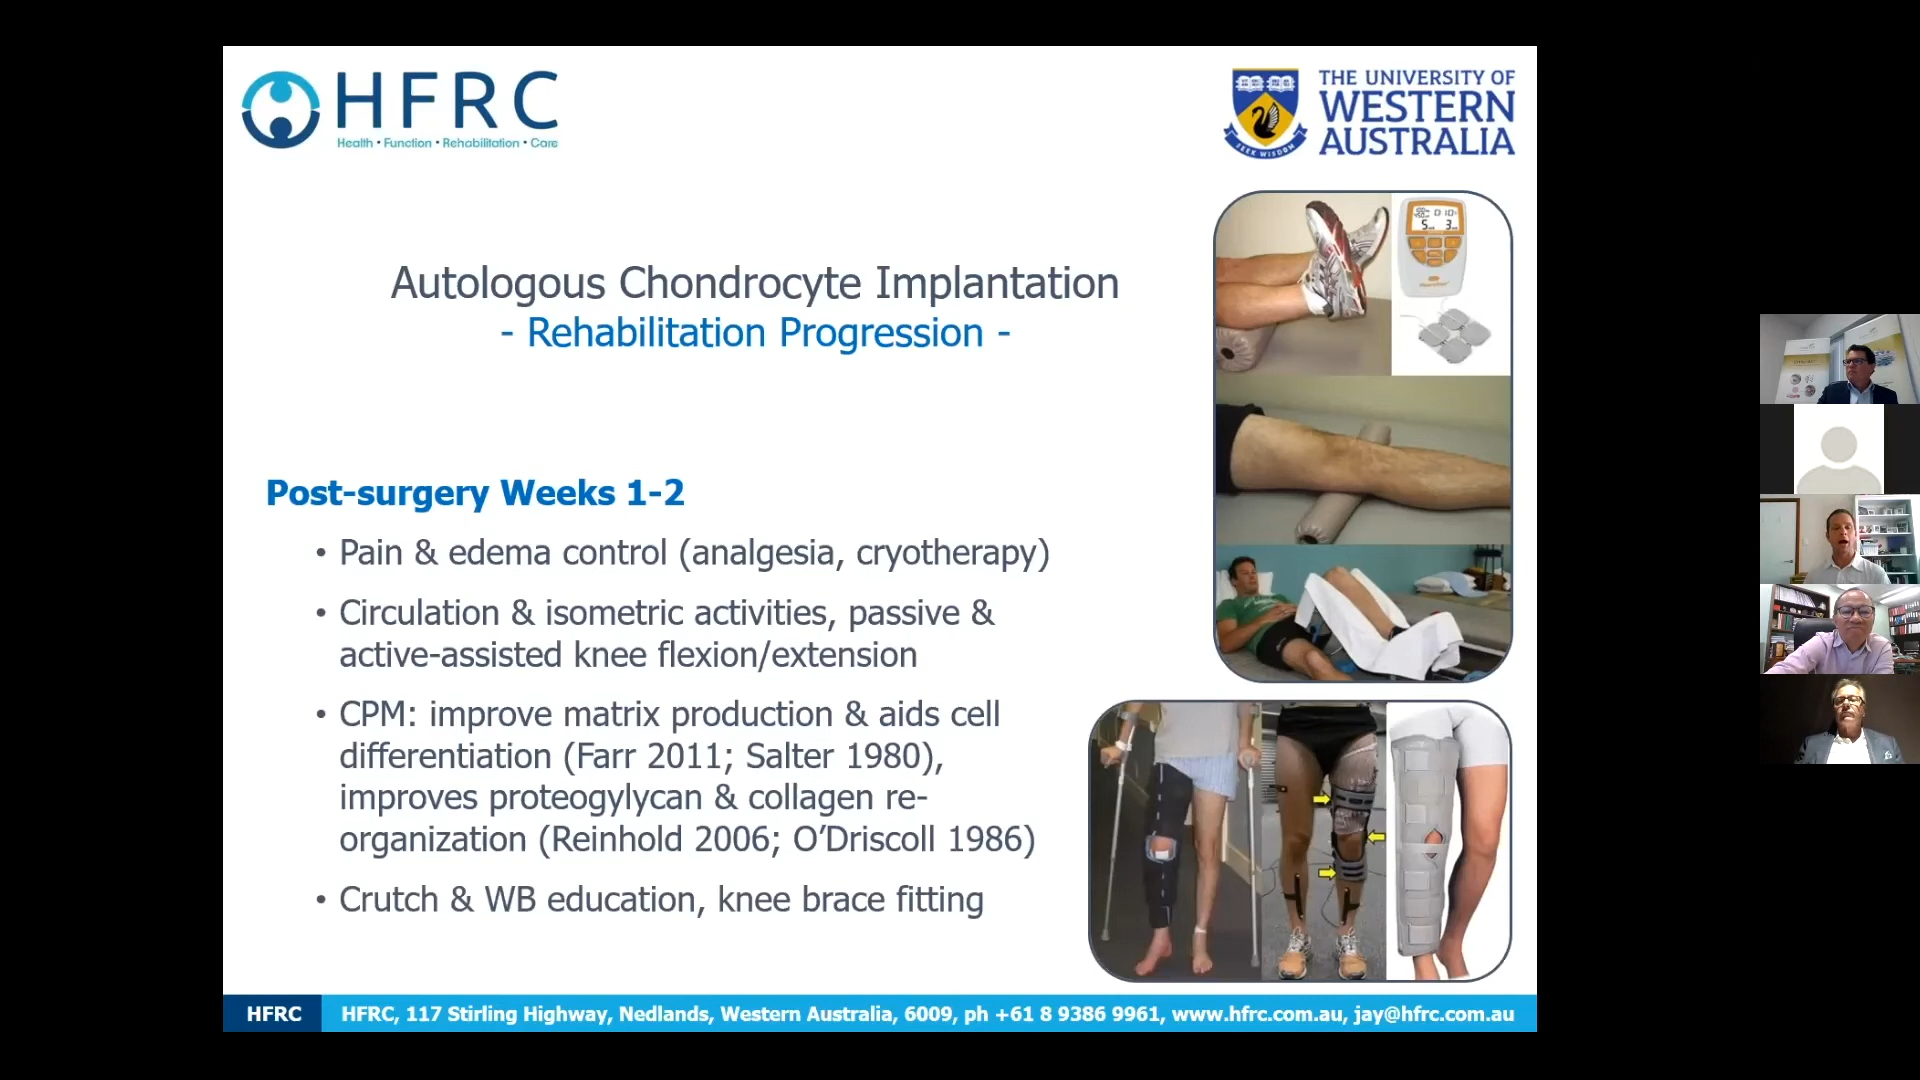 HFRC
Health • Function • Rehabilitation • Care
THE UNIVERSITY OF
WESTERN
AUSTRALIA
SEEK WISDOM
Autologous Chondrocyte Implantation
- Rehabilitation Progression -
Post-surgery Weeks 1-2
• Pain & edema control (analgesia, cryotherapy)
• Circulation & isometric activities, passive &
active-assisted knee flexion/extension
• CPM: improve matrix production & aids cell
differentiation (Farr 2011; Salter 1980),
improves proteogylycan & collagen re-
organization (Reinhold 2006; O’Driscoll 1986)
• Crutch & WB education, knee brace fitting
HFRC
HFRC, 117 Stirling Highway, Nedlands, Western Australia, 6009, ph +61 8 9386 9961, www.hfrc.com.au, jay@hfrc.com.au